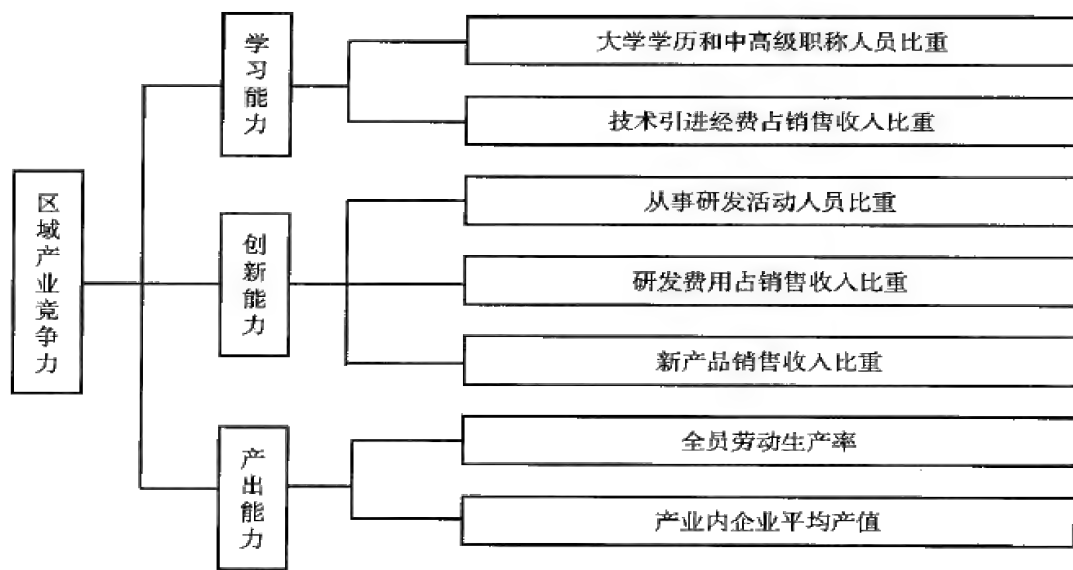 区域产业竞争力
学习能力
大学学历和中高级职称人员比重
技术引进经费占销售收入比重
创新能力
从事研发活动人员比重
研发费用占销售收入比重
新产品销售收入比重
产出能力
全员劳动生产率
产业内企业平均产值